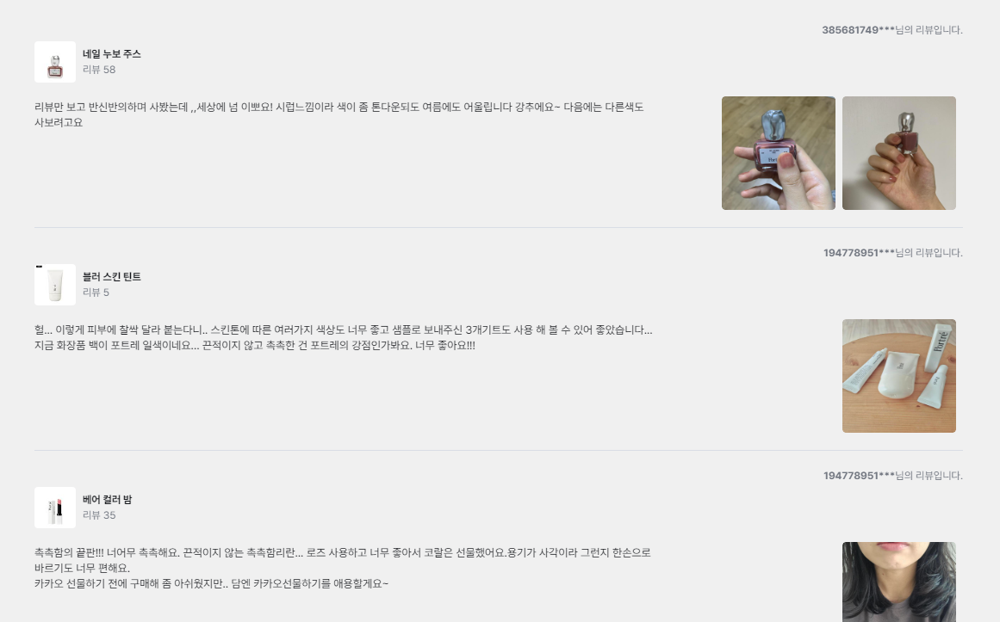 385681749***님의 리뷰입니다.
네일 누보 주스
리뷰 58
리뷰만 보고 반신반의하며 사봤는데 ,,세상에 넘 이뻐요! 시럽느낌이라 색이 좀 톤다운되도 여름에도 어울립니다 강추에요~ 다음에는 다른색도
사보려고요
194778951***님의 리뷰입니다.
블러 스킨 틴트
리뷰 5
헐... 이렇게 피부에 찰싹 달라 붙는다니.. 스킨톤에 따른 여러가지 색상도 너무 좋고 샘플로 보내주신 3개기트도 사용 해 볼 수 있어 좋았습니다...
지금 화장품 백이 포트레 일색이네요... 끈적이지 않고 촉촉한 건 포트레의 강점인가봐요. 너무 좋아요!!!
Portré
194778951***님의 리뷰입니다.
베어 컬러 밤
리뷰 35
촉촉함의 끝판!!! 너어무 촉촉해요. 끈적이지 않는 촉촉함리란... 로즈 사용하고 너무 좋아서 코랄은 선물했어요.용기가 사각이라 그런지 한손으로
바르기도 너무 편해요.
카카오 선물하기 전에 구매해 좀 아쉬웠지만.. 담엔 카카오선물하기를 애용할게요~